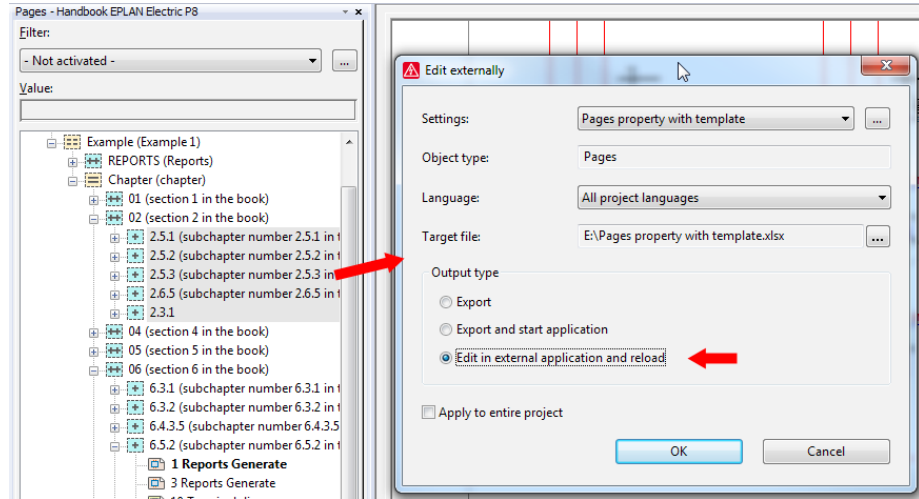 Pages - Handbook EPLAN Electric P8
Filter:
- Not activated -
...
Value:
Example (Example 1)
REPORTS (Reports)
Chapter (chapter)
01 (section 1 in the book)
02 (section 2 in the book)
2.5.1 (subchapter number 2.5.1 in t
2.5.2 (subchapter number 2.5.2 in t
2.5.3 (subchapter number 2.5.3 in
2.6.5 (subchapter number 2.6.5 in t
2.3.1
04 (section 4 in the book)
05 (section 5 in the book)
06 (section 6 in the book)
6.3.1 (subchapter number 6.3.1 in t
6.3.2 (subchapter number 6.3.2 in t
6.4.3.5 (subchapter number 6.4.3.5
6.5.2 (subchapter number 6.5.2 in t
1 Reports Generate
3 Reports Generate
Edit externally
Settings:
Pages property with template
...
Object type:
Pages
Language:
All project languages
Target file:
E:\Pages property with template.xlsx
...
Output type
Export
Export and start application
Edit in external application and reload
Apply to entire project
OK
Cancel